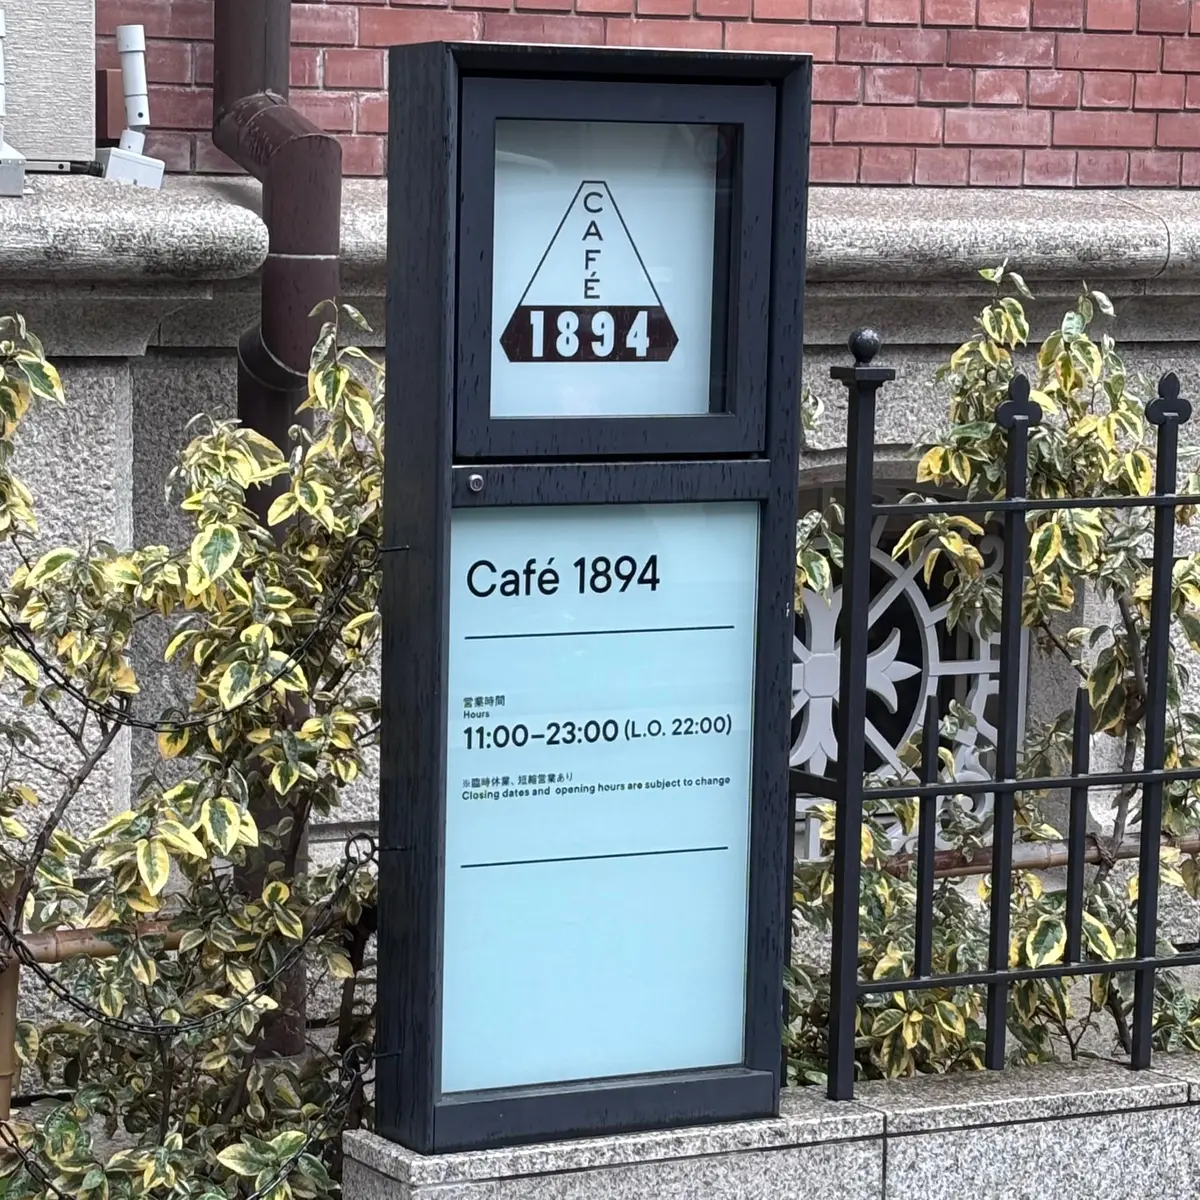 CAFÉ
1894
Café 1894
営業時間
Hours
11:00–23:00 (L.O. 22:00)
※臨時休業、短縮営業あり
Closing dates and opening hours are subject to change